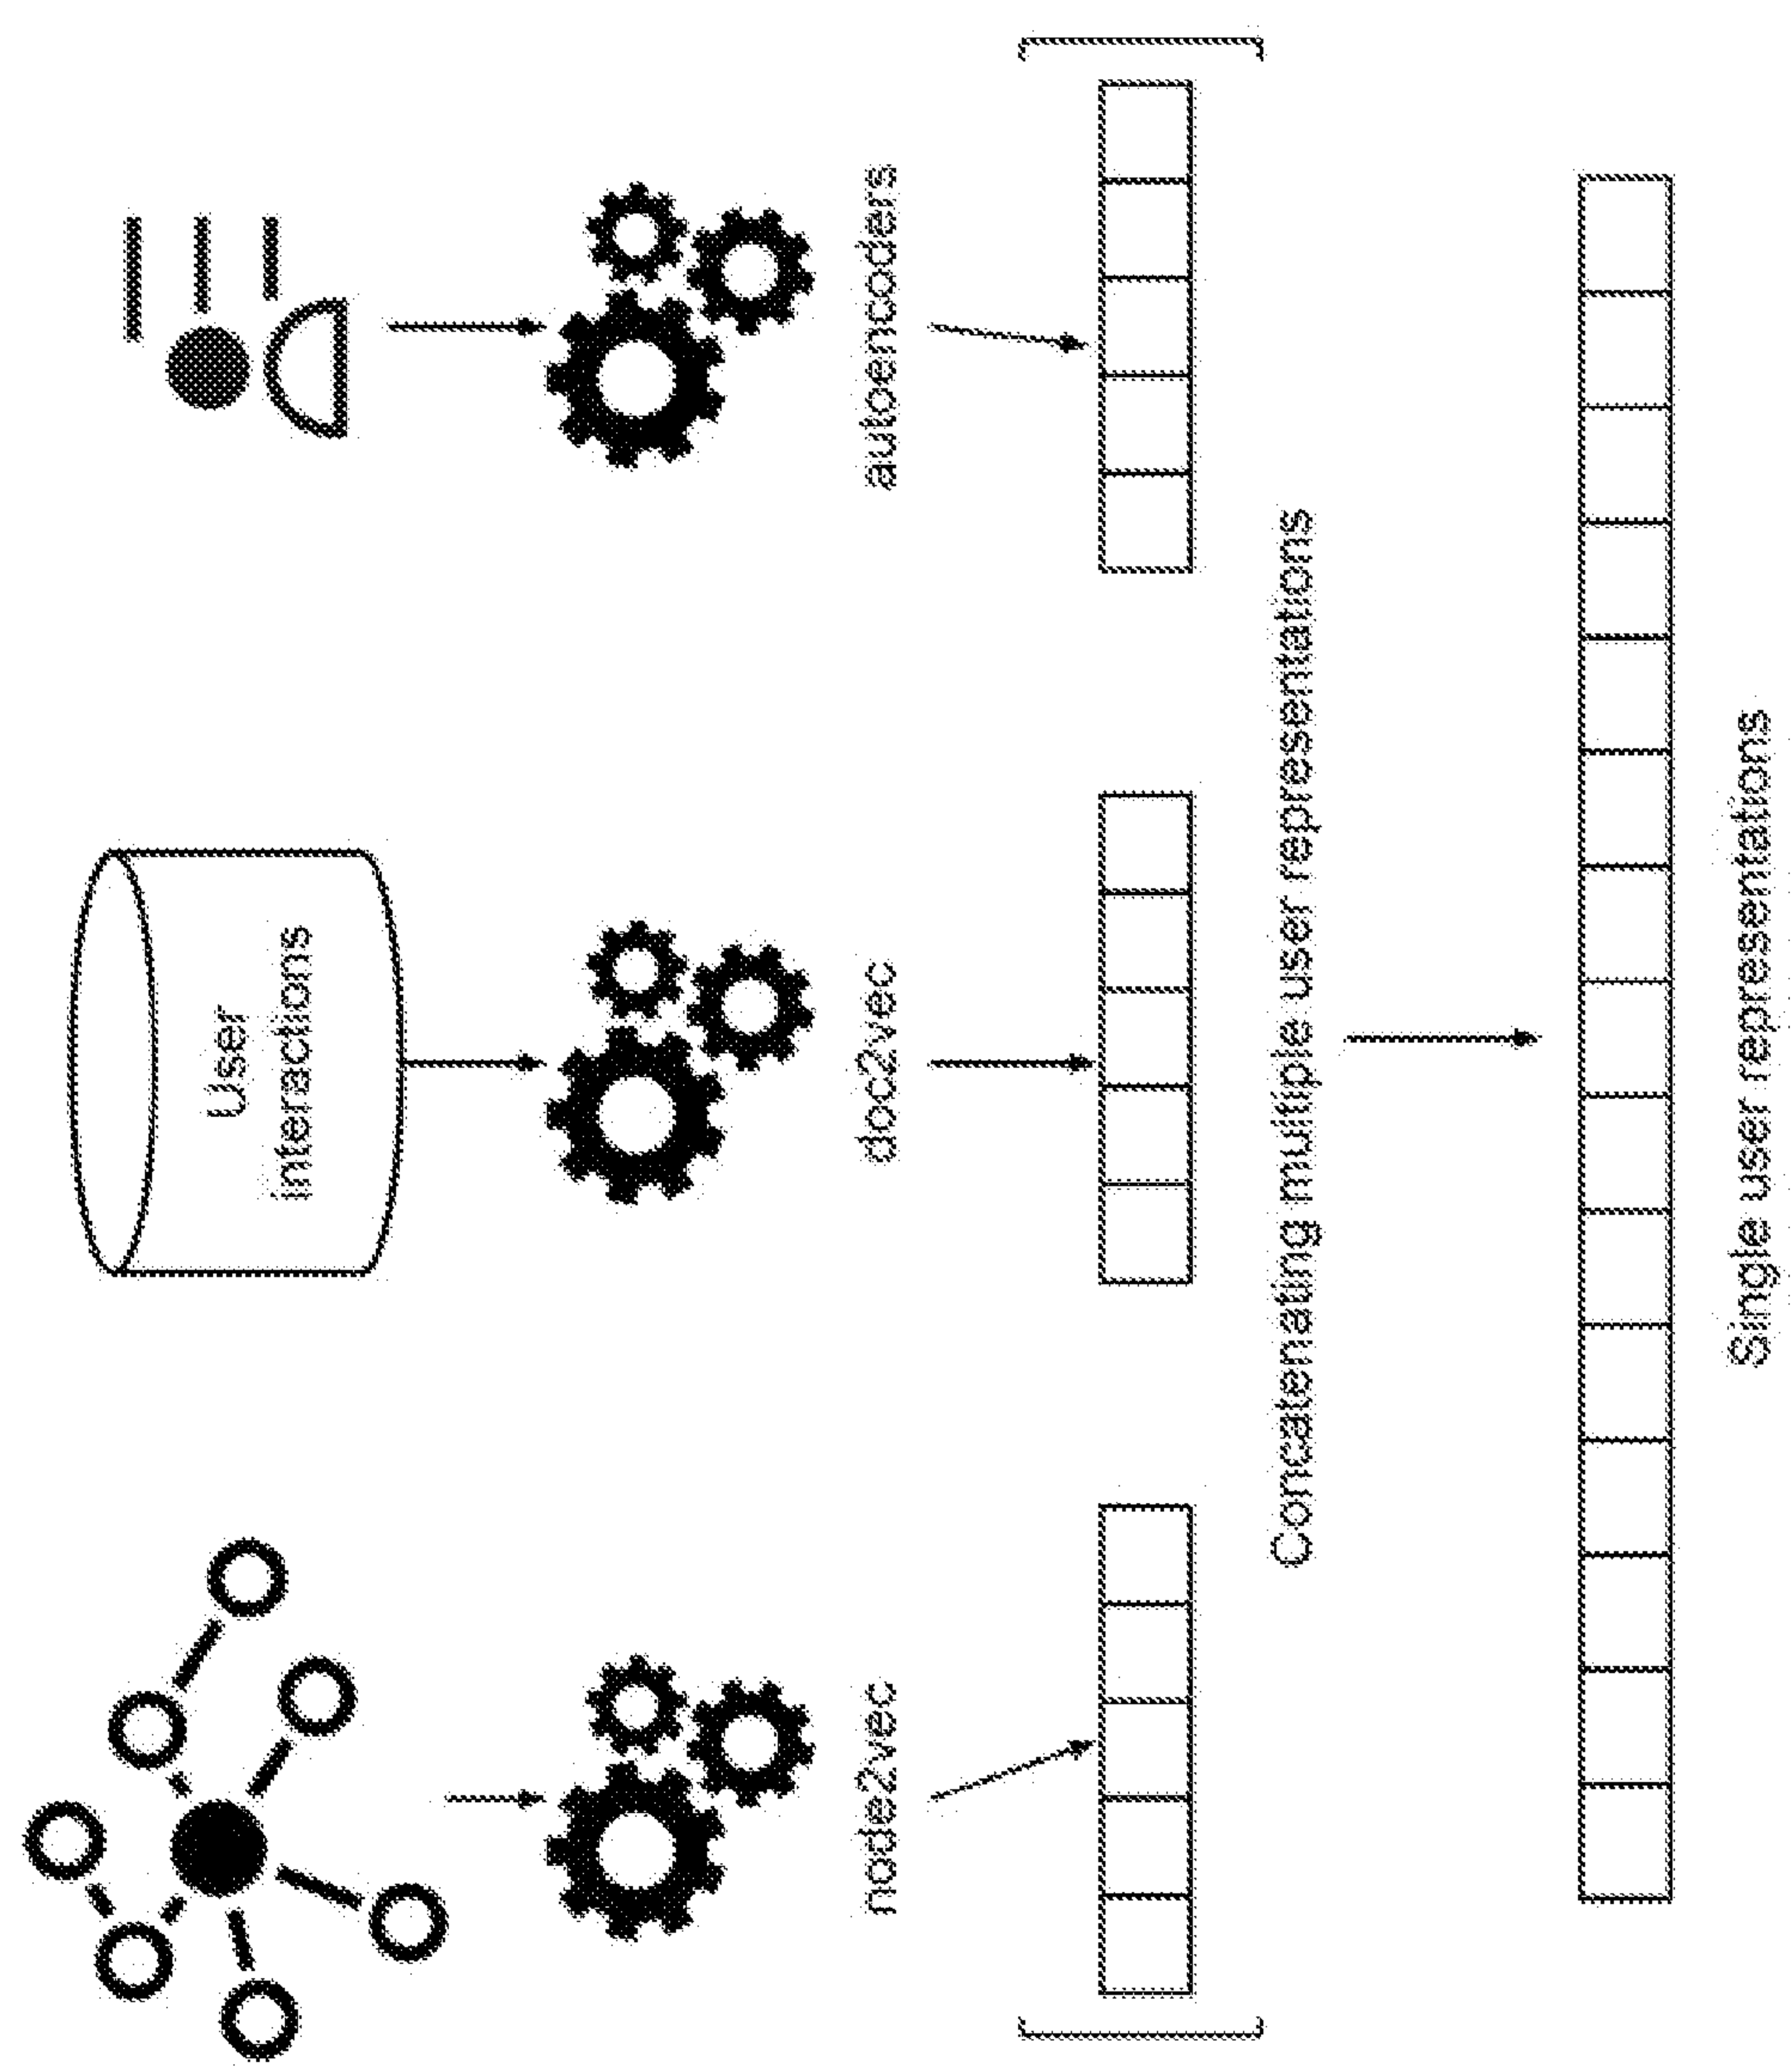 User
interactions
node2vec
doc2vec
autoencoders
Concatenating multiple user representations
Single user representations